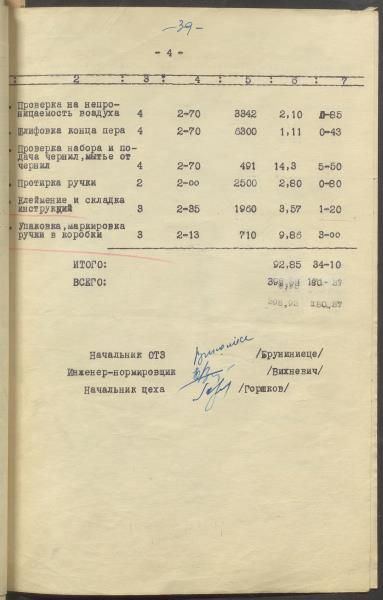 -39-
- 4 -
: 2 : 3 : 4 : 5 : 6 : 7
. Проверка на непро-
ницаемость воздуха 4 2-70 3342 2,10 0-85
. Шлифовка конца пера 4 2-70 6300 1,11 0-43
. Проверка набора и по-
дача чернил, мытье от
чернил 4 2-70 491 14,3 5-50
. Протирка ручки 2 2-00 2500 2,80 0-80
. Клеймение и складка
инструкций 3 2-35 1960 3,57 1-20
. Упаковка, маркировка
ручки в коробки 3 2-13 710 9,86 3-00
ИТОГО: 92,85 34-10
ВСЕГО:
298,98 180,87
Начальник ОТЗ /Бруниниеце/
Инженер-нормировщик /Вихневич/
Начальник цеха /Горшков/